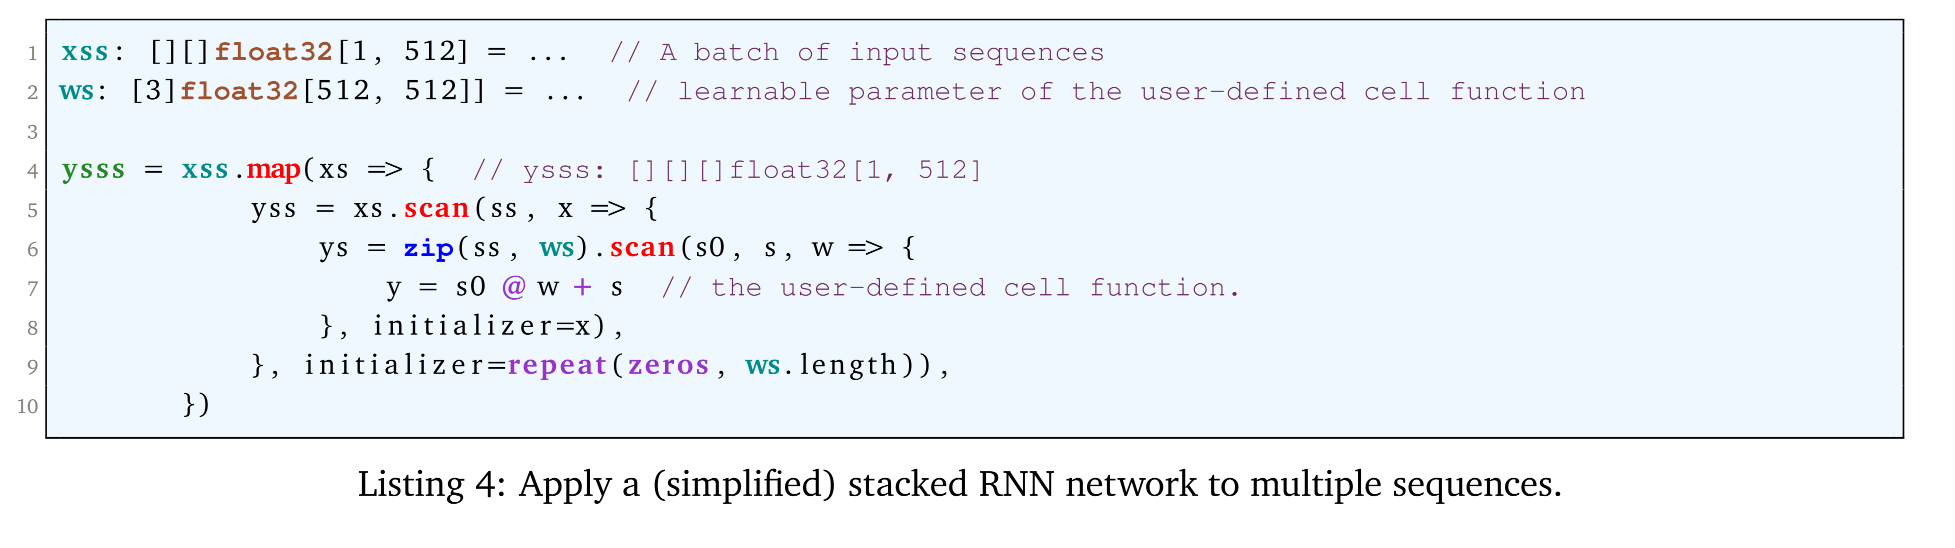 1 xss: [][]float32[1, 512] = ... // A batch of input sequences
2 ws: [3]float32[512, 512]] = ... // learnable parameter of the user-defined cell function
3
4 ysss = xss.map(xs => { // ysss: [][][]float32[1, 512]
5 yss = xs.scan(ss, x => {
6 ys = zip(ss, ws).scan(s0, s, w => {
7 y = s0 @ w + s // the user-defined cell function.
8 }, initializer=x),
9 }, initializer=repeat(zeros, ws.length)),
10 })
Listing 4: Apply a (simplified) stacked RNN network to multiple sequences.